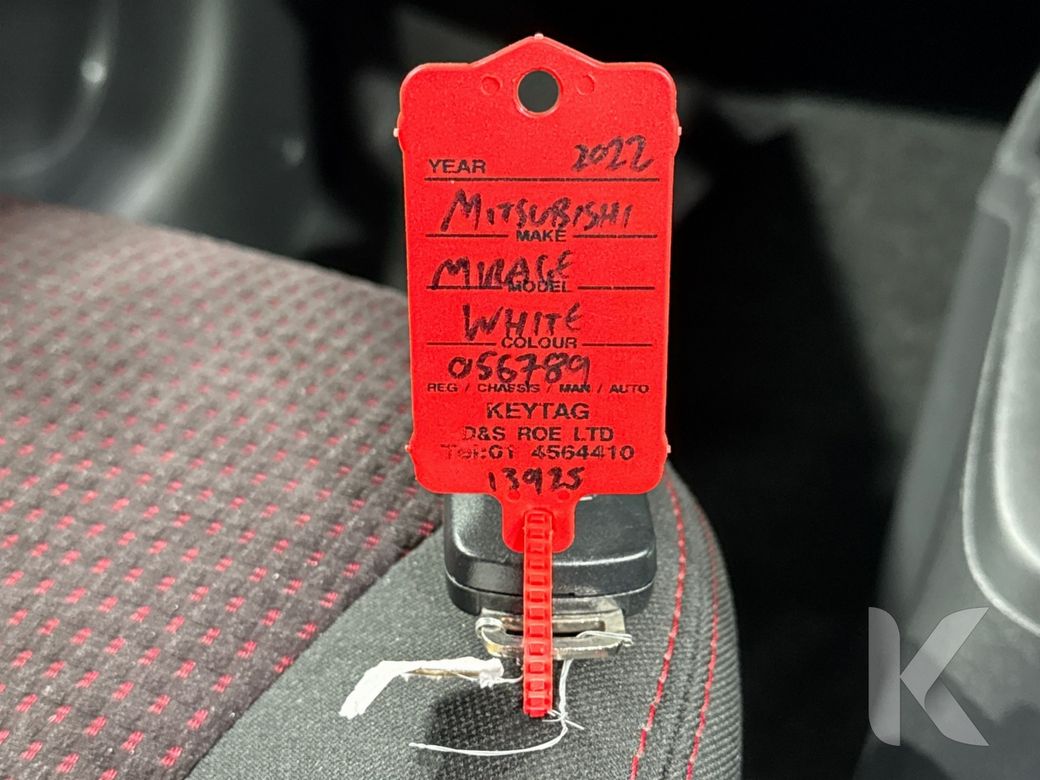 YEAR 2022
MITSUBISHI
MAKE
MIRAGE
MODEL
WHITE
COLOUR
056789
REG / CHASSIS / MAN / AUTO
KEYTAG
D&S ROE LTD
Tel:01 4564410
13925
K